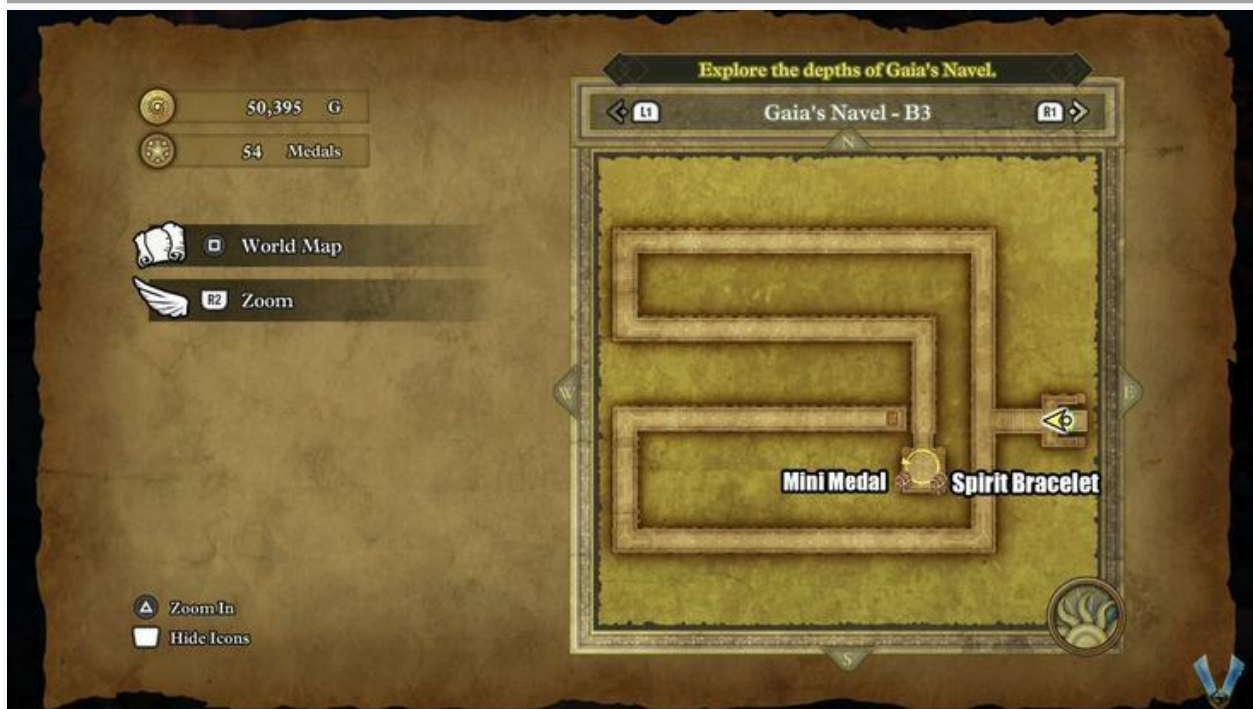 Explore the depths of Gaia's Navel.
L1 Gaia's Navel - B3 R1
50,395 G
54 Medals
N
World Map
R2 Zoom
W
E
Mini Medal Spirit Bracelet
Zoom In
Hide Icons
S